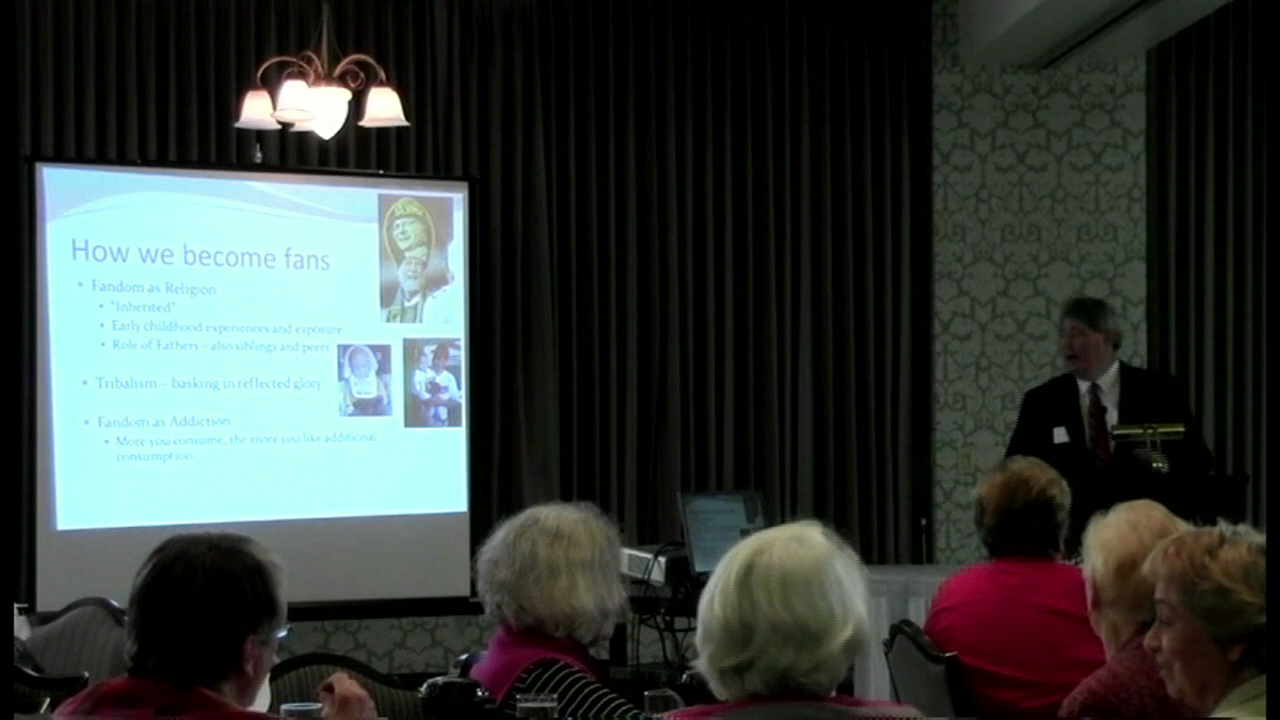 How we become fans
• Fandom as Religion
• "Inherited"
• Early childhood experiences and exposure
• Role of Fathers – also siblings and peers
• Tribalism – basking in reflected glory
• Fandom as Addiction
• More you consume, the more you like additional
consumption.